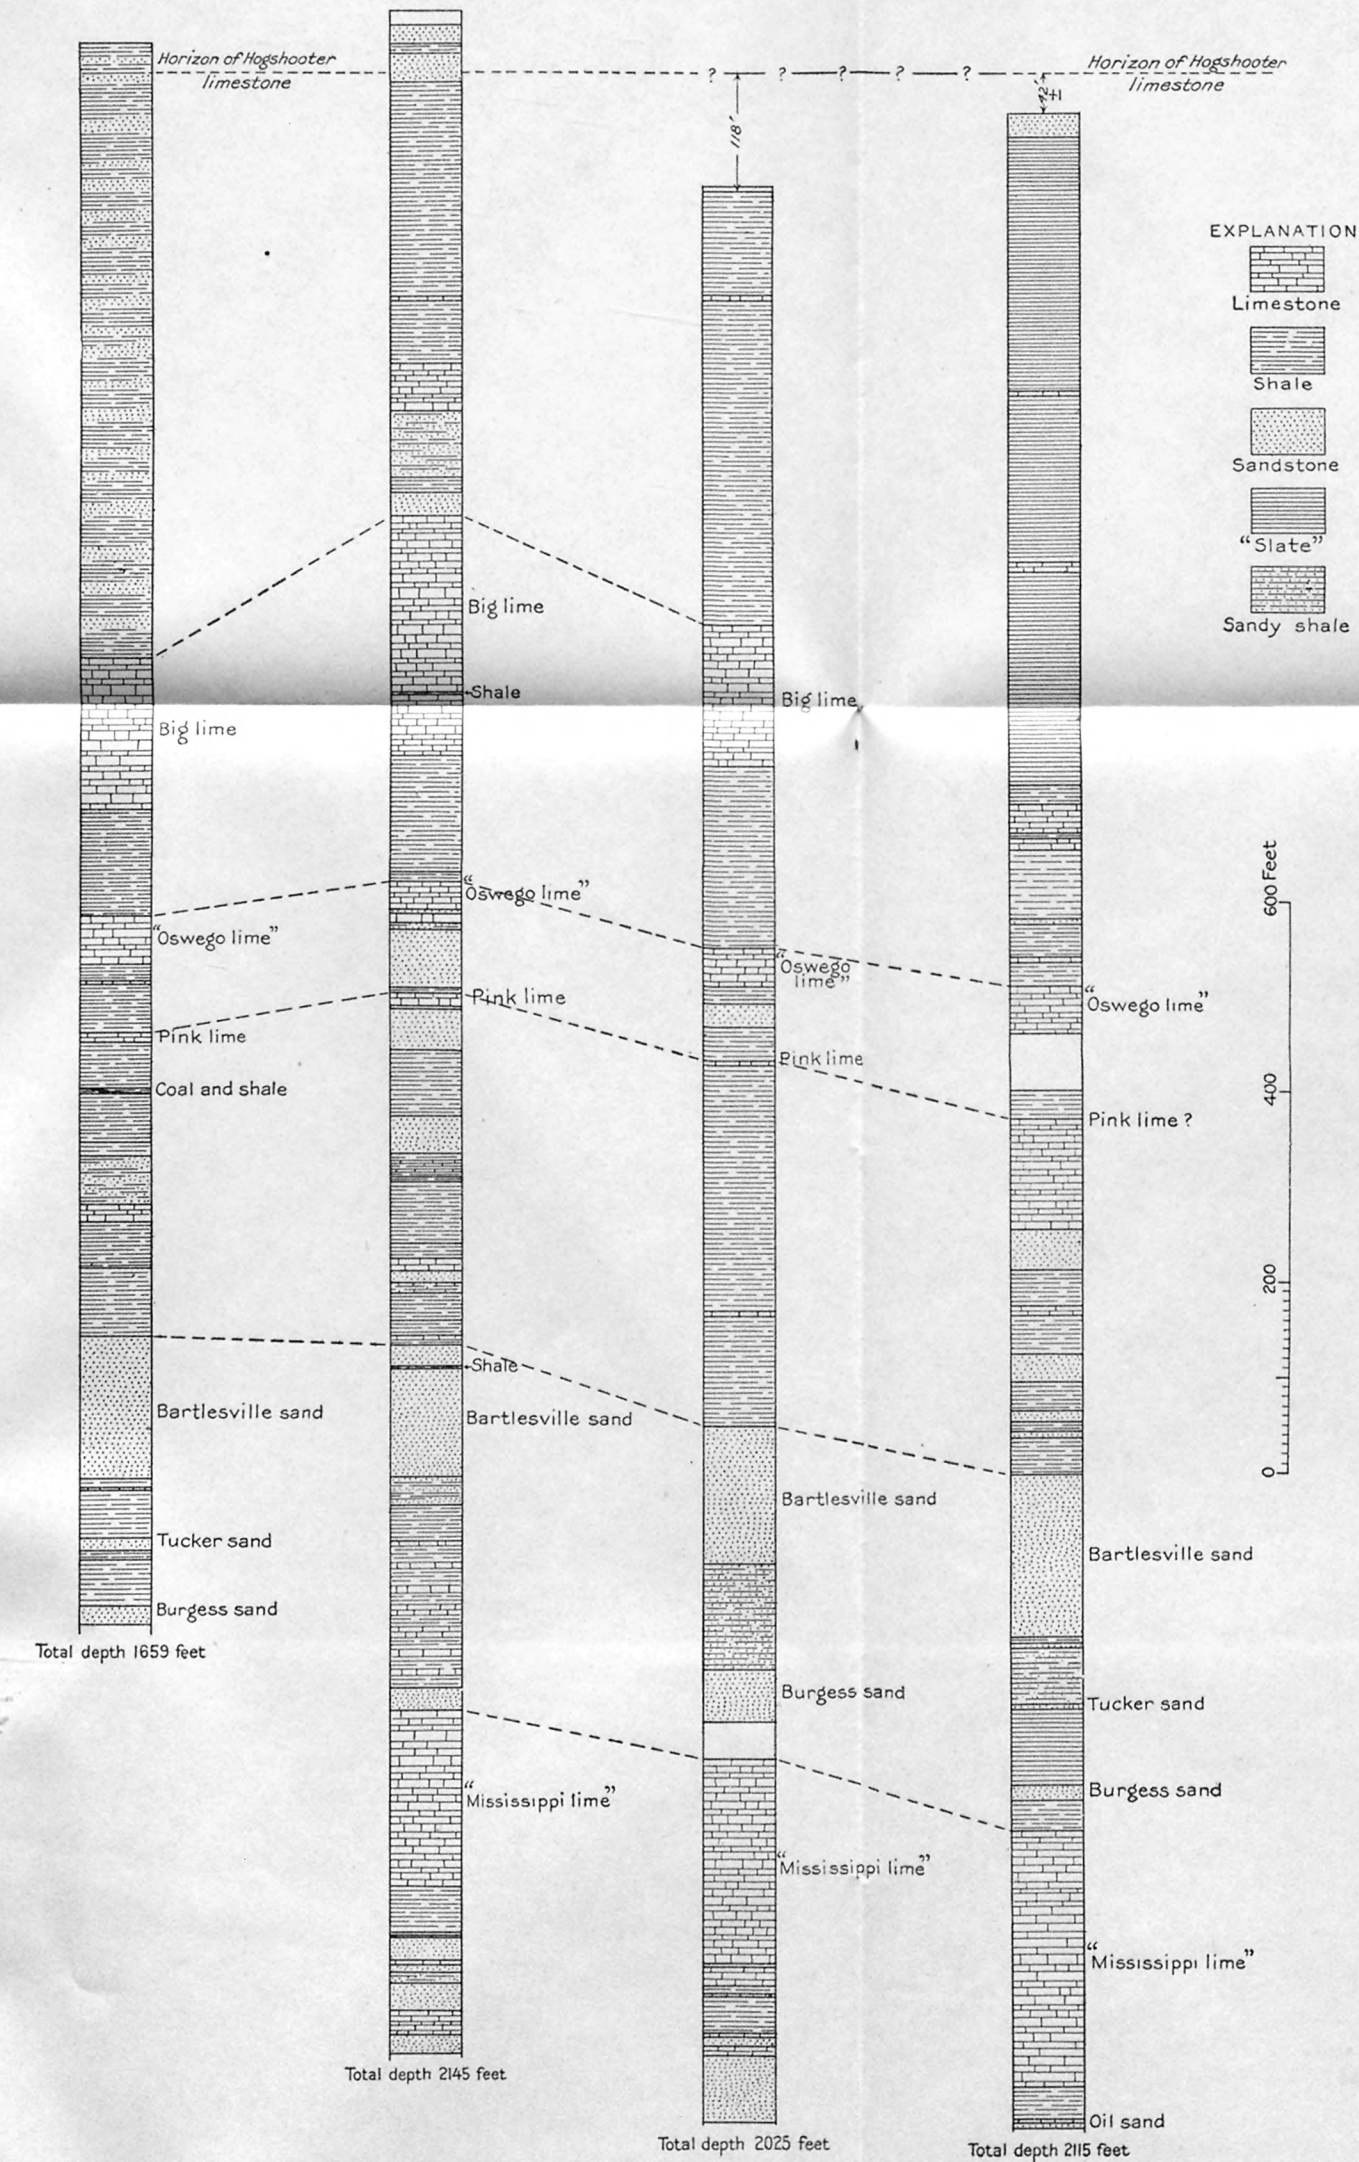 Horizon of Hogshooter
limestone
?
?
?
?
?
Horizon of Hogshooter
limestone
118'
42'±
EXPLANATION
Limestone
Shale
Sandstone
"Slate"
Sandy shale
Big lime
Shale
Big lime
Big lime
"Oswego lime"
"Oswego lime"
"Oswego
lime"
"Oswego lime"
Pink lime
Pink lime
Pink lime
Pink lime ?
Coal and shale
600 Feet
400
200
0
Shale
Bartlesville sand
Bartlesville sand
Bartlesville sand
Bartlesville sand
Tucker sand
Burgess sand
Total depth 1659 feet
Burgess sand
Tucker sand
Burgess sand
"Mississippi lime"
"Mississippi lime"
"Mississippi lime"
Total depth 2145 feet
Oil sand
Total depth 2025 feet
Total depth 2115 feet